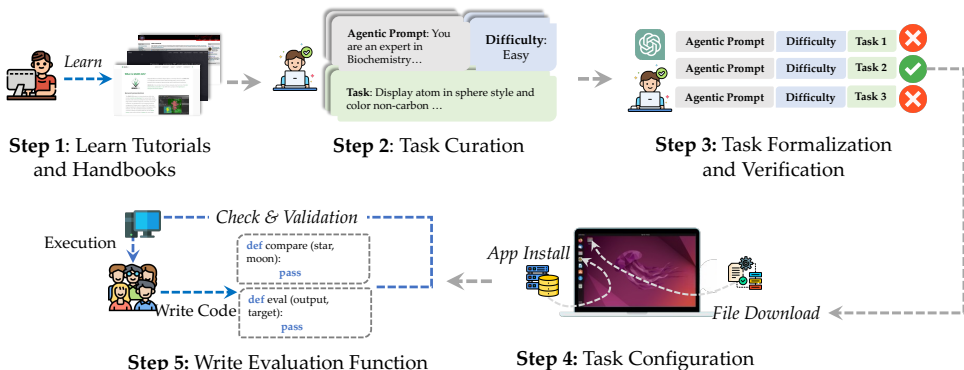 Learn
Step 1: Learn Tutorials
and Handbooks
Agentic Prompt: You
are an expert in
Biochemistry…
Difficulty:
Easy
Task: Display atom in sphere style and
color non-carbon …
Step 2: Task Curation
Agentic Prompt Difficulty Task 1
Agentic Prompt Difficulty Task 2
Agentic Prompt Difficulty Task 3
Step 3: Task Formalization
and Verification
Check & Validation
Execution
def compare (star,
moon):
pass
Write Code
def eval (output,
target):
pass
Step 5: Write Evaluation Function
App Install
File Download
Step 4: Task Configuration